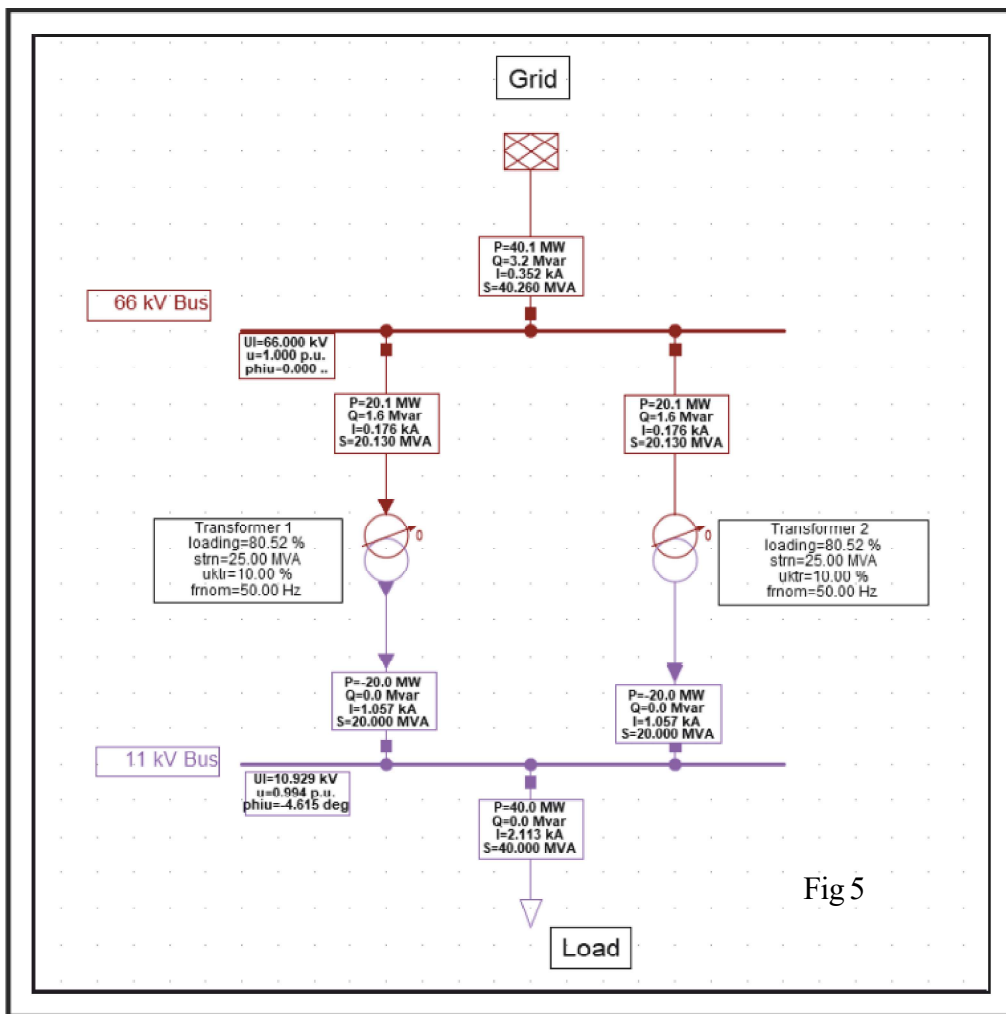 Grid
P=40.1 MW
Q=3.2 Mvar
I=0.352 kA
S=40.260 MVA
66 kV Bus
Ul=66.000 kV
u=1.000 p.u.
phiu=0.000 ..
P=20.1 MW
Q=1.6 Mvar
I=0.176 kA
S=20.130 MVA
P=20.1 MW
Q=1.6 Mvar
I=0.176 kA
S=20.130 MVA
Transformer 1
loading=80.52 %
strn=25.00 MVA
uktr=10.00 %
frnom=50.00 Hz
0
0
Transformer 2
loading=80.52 %
strn=25.00 MVA
uktr=10.00 %
frnom=50.00 Hz
P=-20.0 MW
Q=0.0 Mvar
I=1.057 kA
S=20.000 MVA
P=-20.0 MW
Q=0.0 Mvar
I=1.057 kA
S=20.000 MVA
11 kV Bus
Ul=10.929 kV
u=0.994 p.u.
phiu=-4.615 deg
P=40.0 MW
Q=0.0 Mvar
I=2.113 kA
S=40.000 MVA
Fig 5
Load